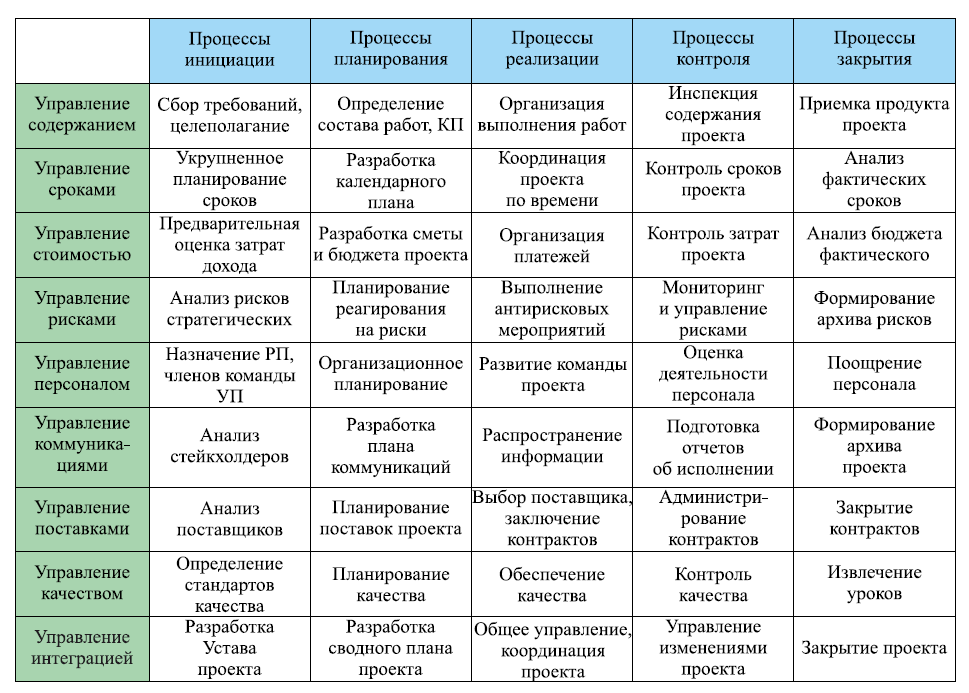 Процессы
инициации
Процессы
планирования
Процессы
реализации
Процессы
контроля
Процессы
закрытия
Управление
содержанием
Сбор требований,
целеполагание
Определение
состава работ, КП
Организация
выполнения работ
Инспекция
содержания
проекта
Приемка продукта
проекта
Управление
сроками
Укрупненное
планирование
сроков
Разработка
календарного
плана
Координация
проекта
по времени
Контроль сроков
проекта
Анализ
фактических
сроков
Управление
стоимостью
Предварительная
оценка затрат
дохода
Разработка сметы
и бюджета проекта
Организация
платежей
Контроль затрат
проекта
Анализ бюджета
фактического
Управление
рисками
Анализ рисков
стратегических
Планирование
реагирования
на риски
Выполнение
антирисковых
мероприятий
Мониторинг
и управление
рисками
Формирование
архива рисков
Управление
персоналом
Назначение РП,
членов команды
УП
Организационное
планирование
Развитие команды
проекта
Оценка
деятельности
персонала
Поощрение
персонала
Управление
коммуника-
циями
Анализ
стейкхолдеров
Разработка
плана
коммуникаций
Распространение
информации
Подготовка
отчетов
об исполнении
Формирование
архива
проекта
Управление
поставками
Анализ
поставщиков
Планирование
поставок проекта
Выбор поставщика,
заключение
контрактов
Администри-
рование
контрактов
Закрытие
контрактов
Управление
качеством
Определение
стандартов
качества
Планирование
качества
Обеспечение
качества
Контроль
качества
Извлечение
уроков
Управление
интеграцией
Разработка
Устава
проекта
Разработка
сводного плана
проекта
Общее управление,
координация
проекта
Управление
изменениями
проекта
Закрытие проекта